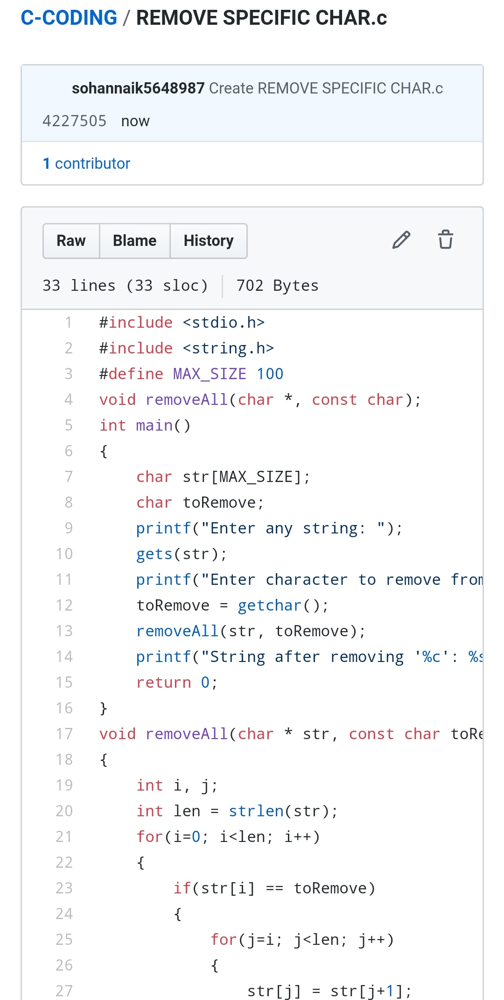 C-CODING / REMOVE SPECIFIC CHAR.c
sohannaik5648987 Create REMOVE SPECIFIC CHAR.c
4227505 now
1 contributor
Raw Blame History
33 lines (33 sloc) 702 Bytes
1 #include <stdio.h>
2 #include <string.h>
3 #define MAX_SIZE 100
4 void removeAll(char *, const char);
5 int main()
6 {
7 char str[MAX_SIZE];
8 char toRemove;
9 printf("Enter any string: ");
10 gets(str);
11 printf("Enter character to remove from
12 toRemove = getchar();
13 removeAll(str, toRemove);
14 printf("String after removing '%c': %s
15 return 0;
16 }
17 void removeAll(char * str, const char toRe
18 {
19 int i, j;
20 int len = strlen(str);
21 for(i=0; i<len; i++)
22 {
23 if(str[i] == toRemove)
24 {
25 for(j=i; j<len; j++)
26 {
27 str[j] = str[j+1];